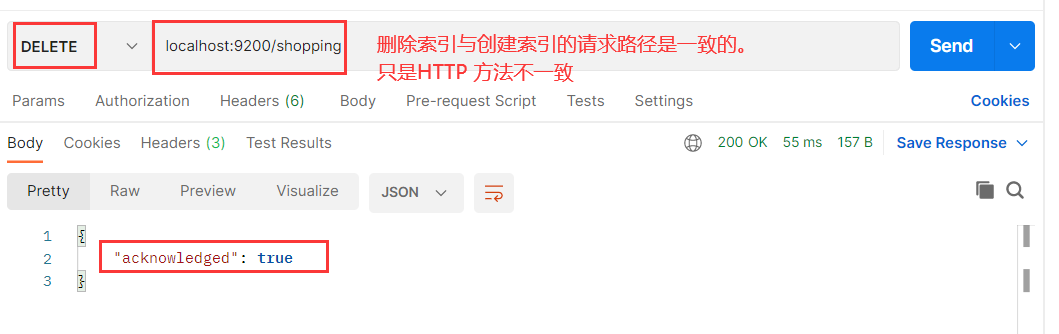 DELETE localhost:9200/shopping 删除索引与创建索引的请求路径是一致的。 Send
只是HTTP 方法不一致
Params Authorization Headers (6) Body Pre-request Script Tests Settings Cookies
Body Cookies Headers (3) Test Results 200 OK 55 ms 157 B Save Response
Pretty Raw Preview Visualize JSON
1 {
2 "acknowledged": true
3 }